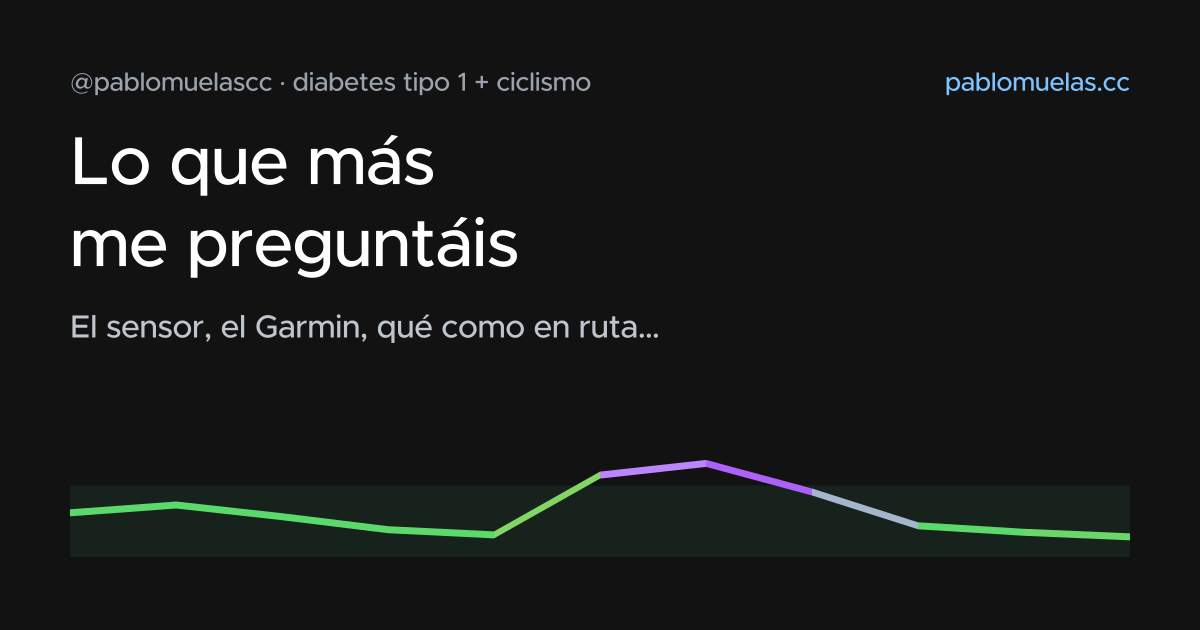 @pablomuelascc · diabetes tipo 1 + ciclismo
pablomuelas.cc
Lo que más
me preguntáis
El sensor, el Garmin, qué como en ruta...